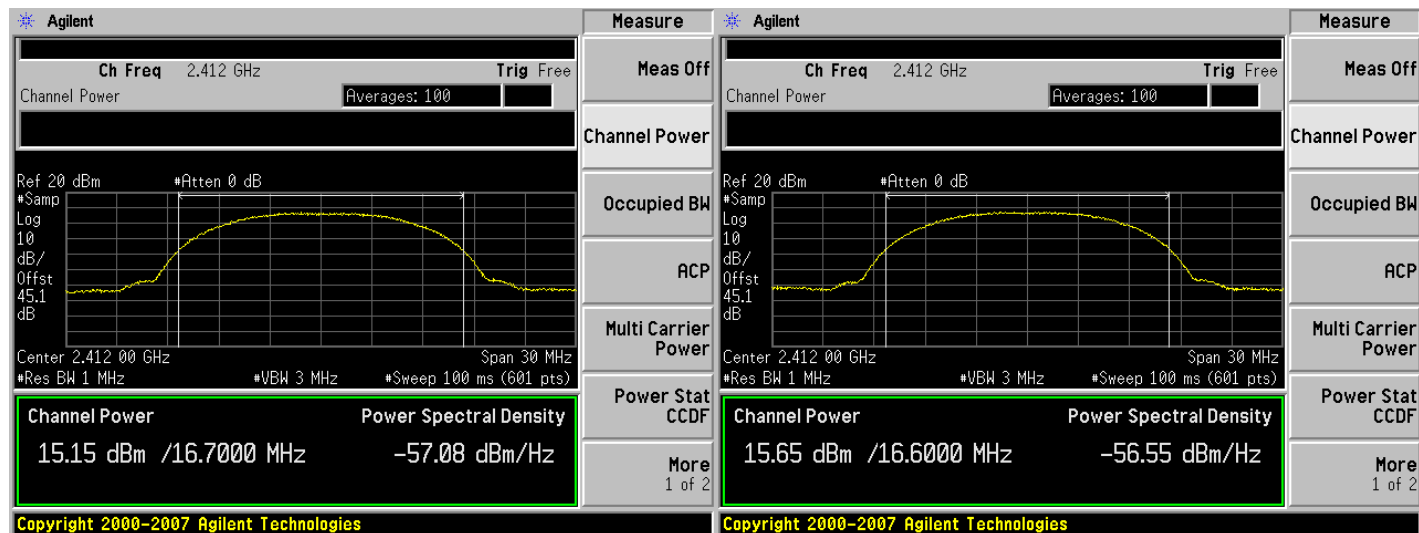 Agilent
Measure
Ch Freq 2.412 GHz Trig Free
Meas Off
Channel Power Averages: 100
Channel Power
Ref 20 dBm #Atten 0 dB
#Samp
Log
10
dB/
Offst
45.1
dB
Occupied BW
ACP
Multi Carrier
Power
Center 2.412 00 GHz Span 30 MHz
#Res BW 1 MHz #VBW 3 MHz #Sweep 100 ms (601 pts)
Power Stat
CCDF
Channel Power Power Spectral Density
15.15 dBm /16.7000 MHz -57.08 dBm/Hz
More
1 of 2
Copyright 2000-2007 Agilent Technologies
Agilent
Measure
Ch Freq 2.412 GHz Trig Free
Meas Off
Channel Power Averages: 100
Channel Power
Ref 20 dBm #Atten 0 dB
#Samp
Log
10
dB/
Offst
45.1
dB
Occupied BW
ACP
Multi Carrier
Power
Center 2.412 00 GHz Span 30 MHz
#Res BW 1 MHz #VBW 3 MHz #Sweep 100 ms (601 pts)
Power Stat
CCDF
Channel Power Power Spectral Density
15.65 dBm /16.6000 MHz -56.55 dBm/Hz
More
1 of 2
Copyright 2000-2007 Agilent Technologies